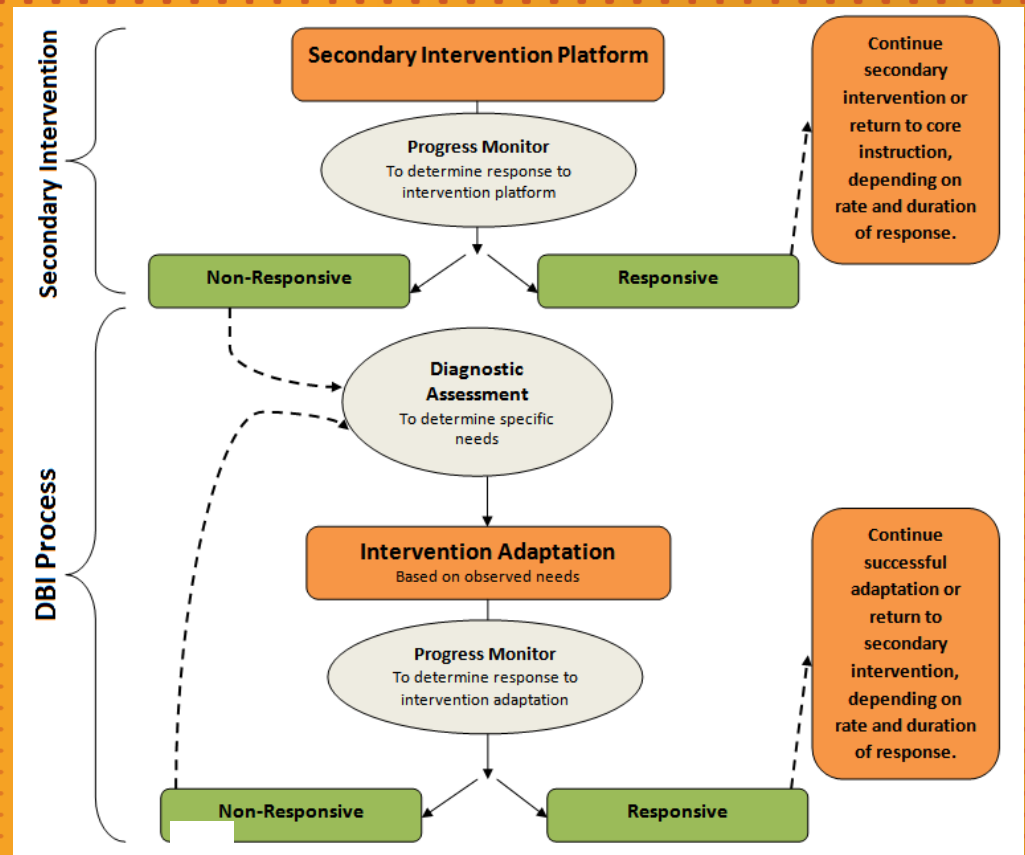 Secondary Intervention
Secondary Intervention Platform
Progress Monitor
To determine response to
intervention platform
Non-Responsive
Responsive
Continue
secondary
intervention or
return to core
instruction,
depending on
rate and duration
of response.
DBI Process
Diagnostic
Assessment
To determine specific
needs
Intervention Adaptation
Based on observed needs
Progress Monitor
To determine response to
intervention adaptation
Non-Responsive
Responsive
Continue
successful
adaptation or
return to
secondary
intervention,
depending on
rate and duration
of response.